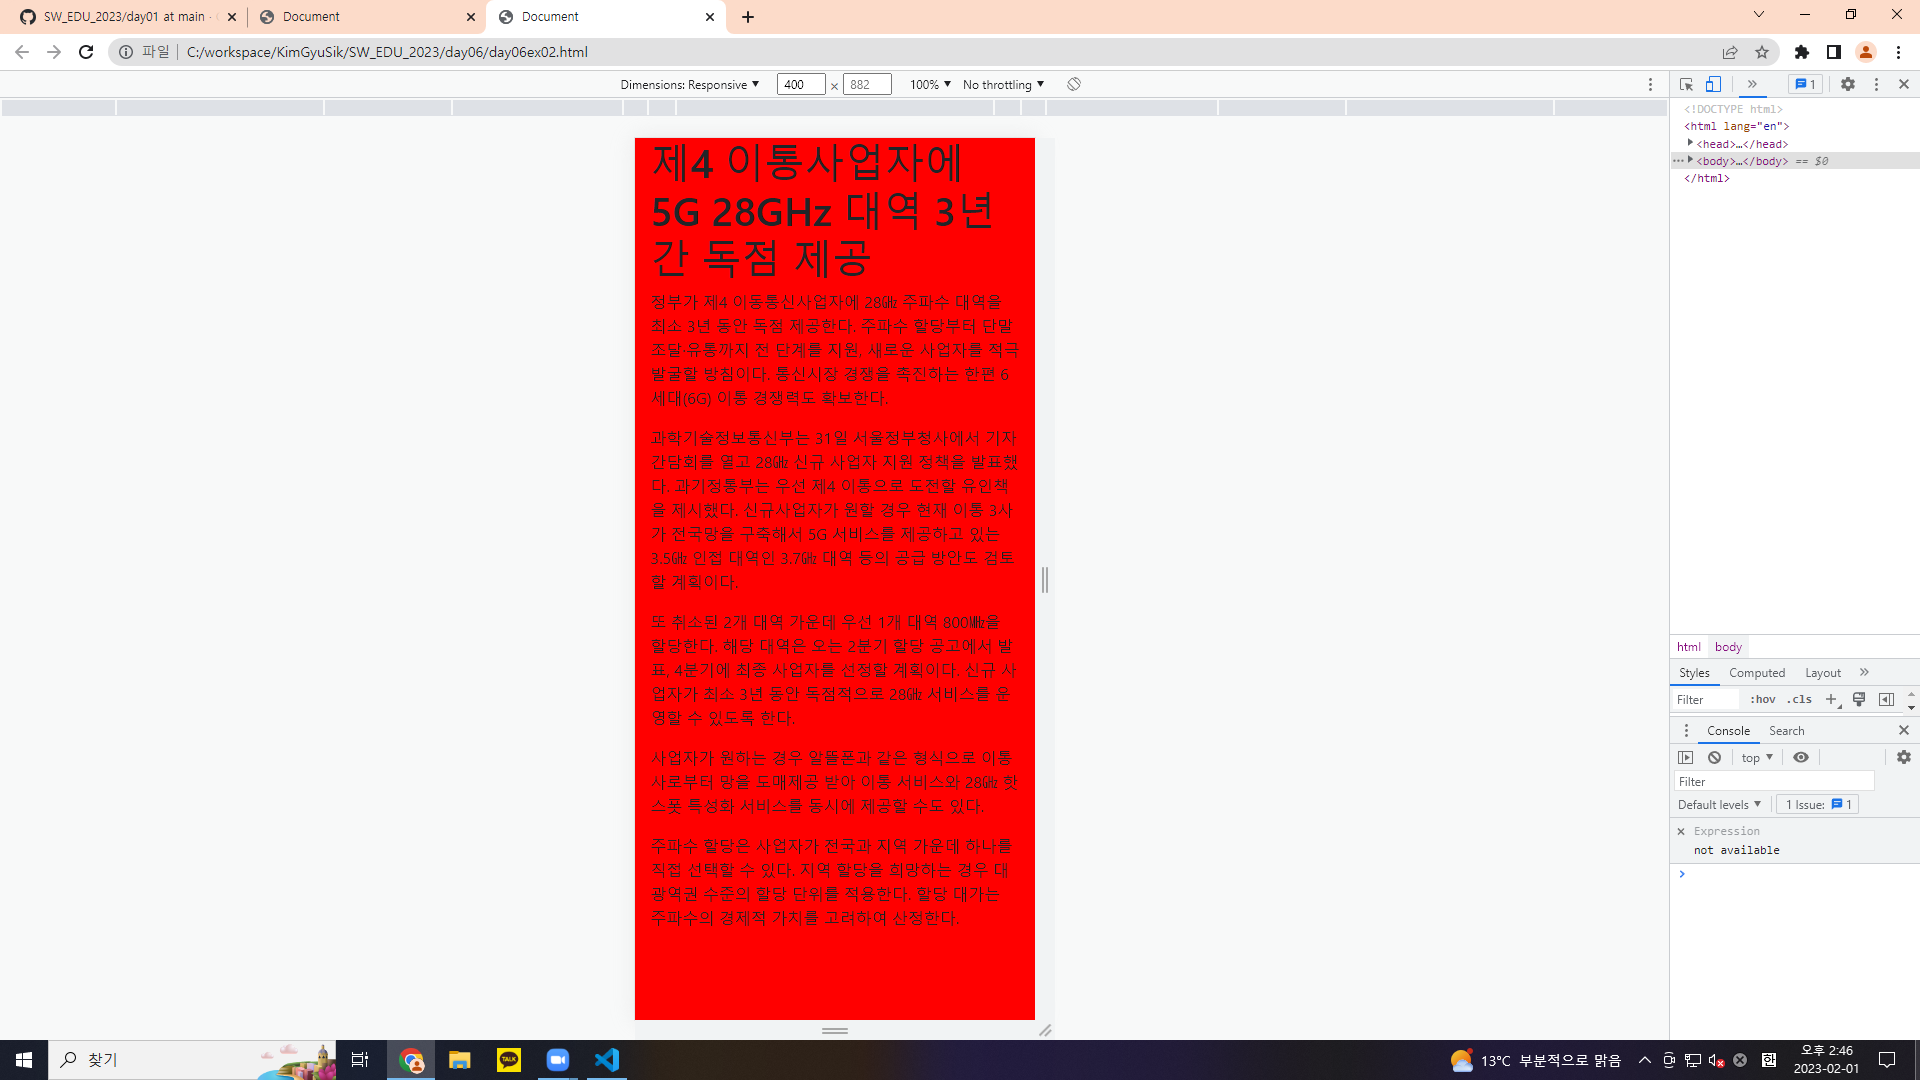 SW_EDU_2023/day01 at main ·
Document
Document
파일
C:/workspace/KimGyuSik/SW_EDU_2023/day06/day06ex02.html
Dimensions: Responsive
400 × 882
100%
No throttling
1
<!DOCTYPE html>
<html lang="en">
<head>…</head>
<body>…</body> == $0
</html>
제4 이통사업자에
5G 28GHz 대역 3년
간 독점 제공
정부가 제4 이동통신사업자에 28㎓ 주파수 대역을
최소 3년 동안 독점 제공한다. 주파수 할당부터 단말
조달·유통까지 전 단계를 지원, 새로운 사업자를 적극
발굴할 방침이다. 통신시장 경쟁을 촉진하는 한편 6
세대(6G) 이통 경쟁력도 확보한다.
과학기술정보통신부는 31일 서울정부청사에서 기자
간담회를 열고 28㎓ 신규 사업자 지원 정책을 발표했
다. 과기정통부는 우선 제4 이통으로 도전할 유인책
을 제시했다. 신규사업자가 원할 경우 현재 이통 3사
가 전국망을 구축해서 5G 서비스를 제공하고 있는
3.5㎓ 인접 대역인 3.7㎓ 대역 등의 공급 방안도 검토
할 계획이다.
또 취소된 2개 대역 가운데 우선 1개 대역 800㎒을
할당한다. 해당 대역은 오는 2분기 할당 공고에서 발
표, 4분기에 최종 사업자를 선정할 계획이다. 신규 사
업자가 최소 3년 동안 독점적으로 28㎓ 서비스를 운
영할 수 있도록 한다.
사업자가 원하는 경우 알뜰폰과 같은 형식으로 이통
사로부터 망을 도매제공 받아 이통 서비스와 28㎓ 핫
스폿 특성화 서비스를 동시에 제공할 수도 있다.
주파수 할당은 사업자가 전국과 지역 가운데 하나를
직접 선택할 수 있다. 지역 할당을 희망하는 경우 대
광역권 수준의 할당 단위를 적용한다. 할당 대가는
주파수의 경제적 가치를 고려하여 산정한다.
html body
Styles Computed Layout
Filter :hov .cls
Console Search
top
Filter
Default levels 1 Issue: 1
Expression
not available
찾기
TALK
13°C 부분적으로 맑음
한
오후 2:46
2023-02-01